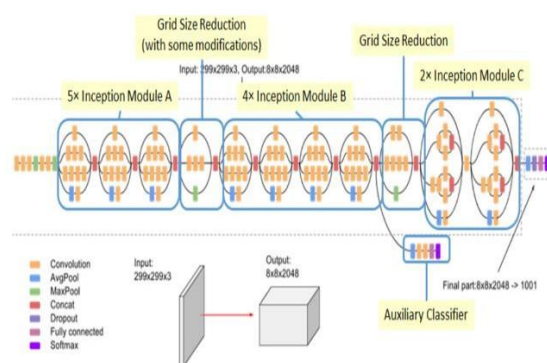 Grid Size Reduction
(with some modifications)
Grid Size Reduction
Input: 299x299x3, Output:8x8x2048
5× Inception Module A
4× Inception Module B
2× Inception Module C
Convolution
AvgPool
MaxPool
Concat
Dropout
Fully connected
Softmax
Input:
299x299x3
Output:
8x8x2048
Auxiliary Classifier
Final part:8x8x2048 -> 1001